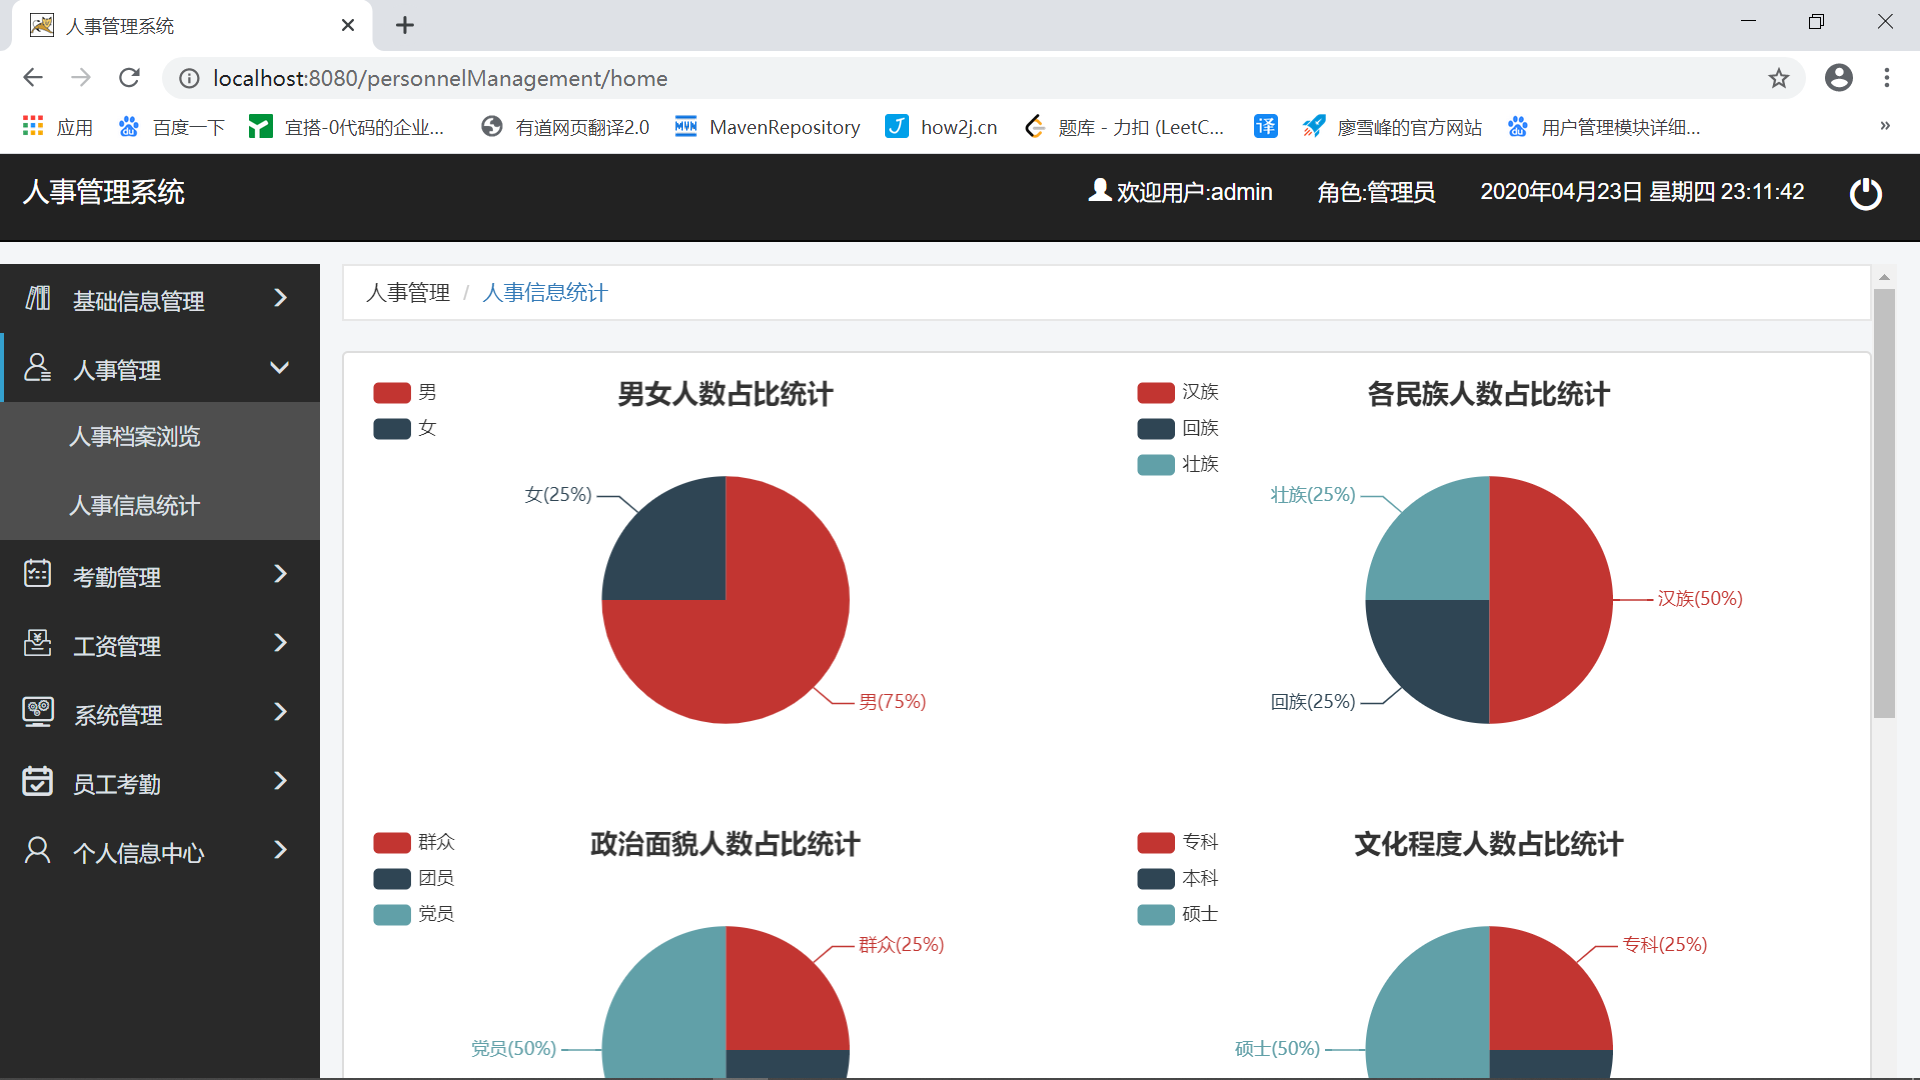 人事管理系统
localhost:8080/personnelManagement/home
应用 百度一下 宜搭-0代码的企业... 有道网页翻译2.0 MavenRepository how2j.cn 题库 - 力扣 (LeetC... 译 廖雪峰的官方网站 用户管理模块详细... »
人事管理系统 欢迎用户:admin 角色:管理员 2020年04月23日 星期四 23:11:42
基础信息管理
人事管理
人事档案浏览
人事信息统计
考勤管理
工资管理
系统管理
员工考勤
个人信息中心
人事管理 / 人事信息统计
男女人数占比统计
男
女
女(25%)
男(75%)
各民族人数占比统计
汉族
回族
壮族
壮族(25%)
汉族(50%)
回族(25%)
政治面貌人数占比统计
群众
团员
党员
群众(25%)
党员(50%)
文化程度人数占比统计
专科
本科
硕士
专科(25%)
硕士(50%)